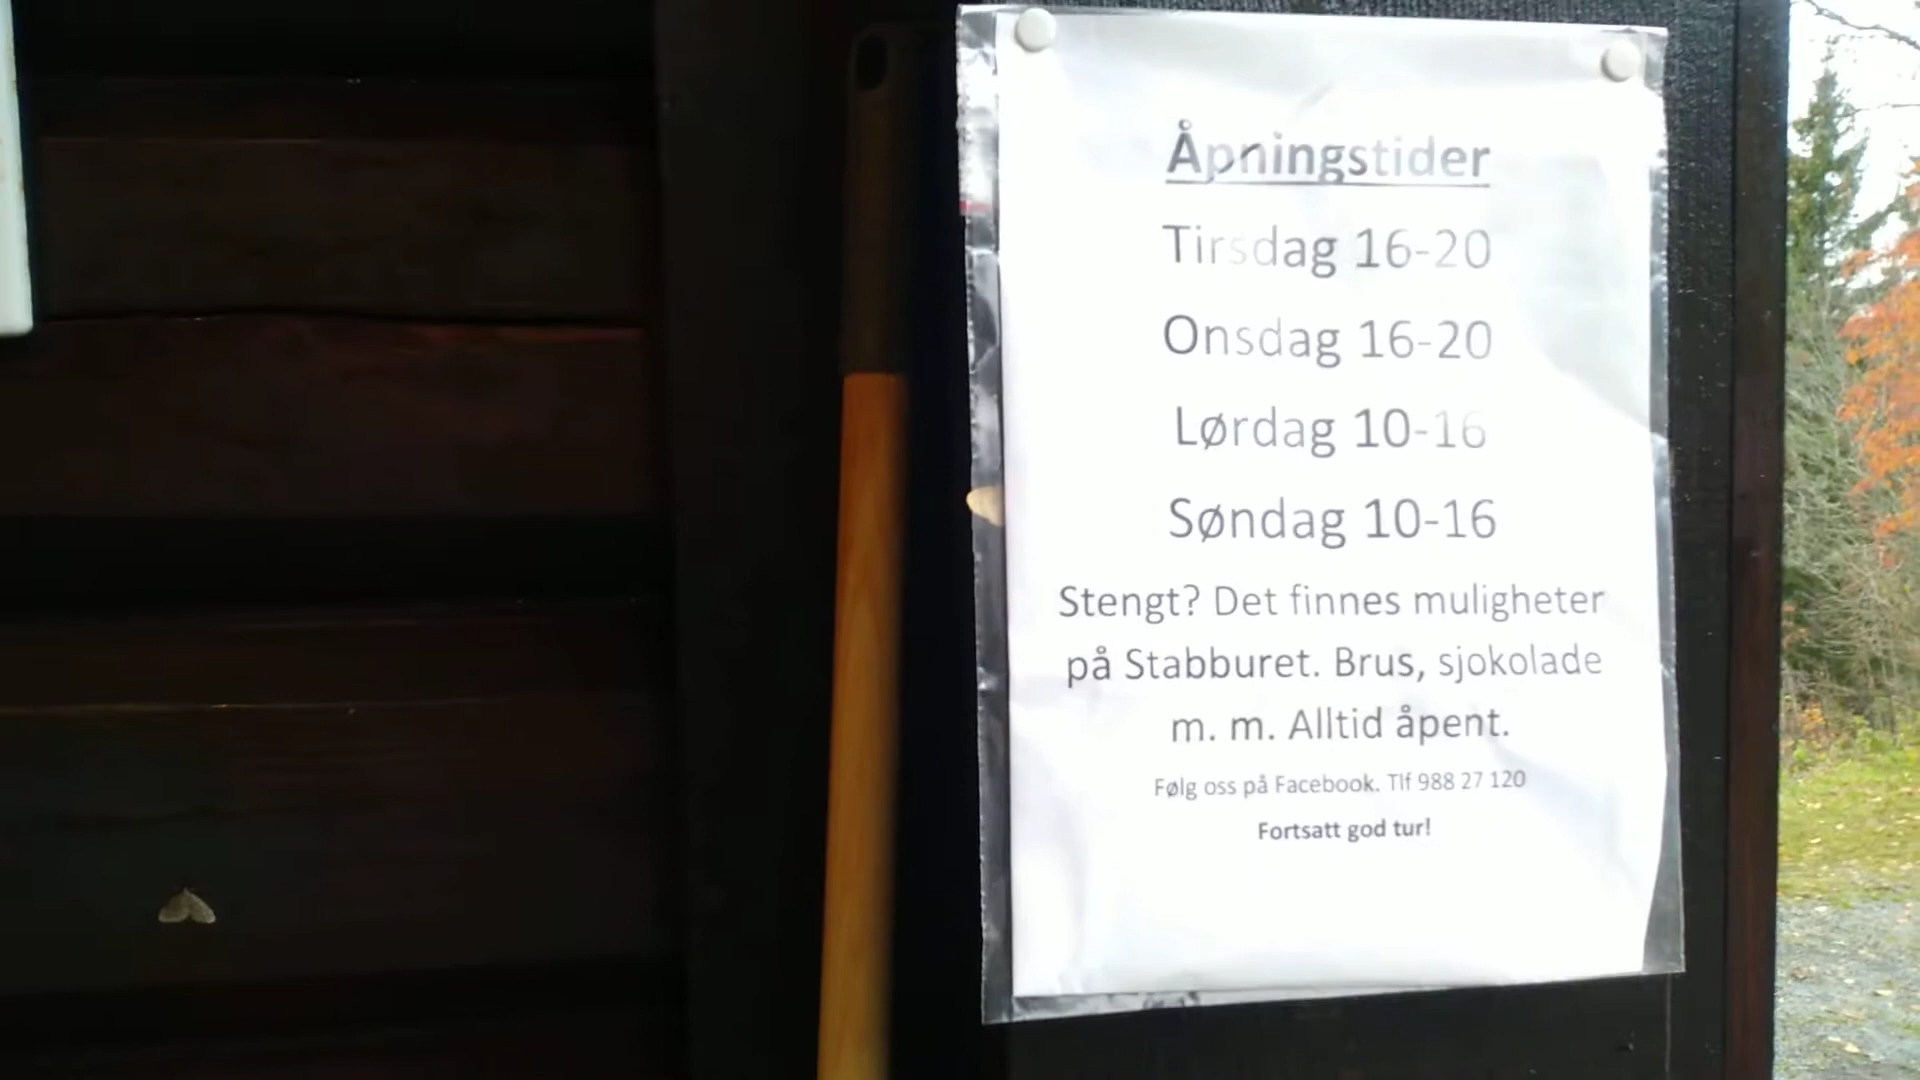 Åpningstider
Tirsdag 16-20
Onsdag 16-20
Lørdag 10-16
Søndag 10-16
Stengt? Det finnes muligheter
på Stabburet. Brus, sjokolade
m. m. Alltid åpent.
Følg oss på Facebook. Tlf 988 27 120
Fortsatt god tur!